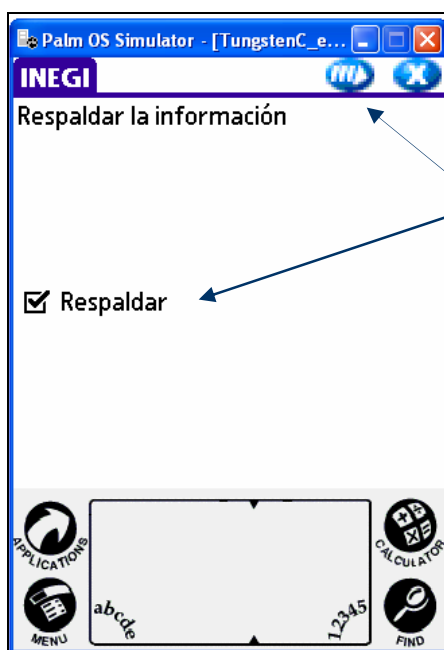 Palm OS Simulator - [TungstenC_e...
INEGI
Respaldar la información
Respaldar
APPLICATIONS
CALCULATOR
MENU
abcde
12345
FIND